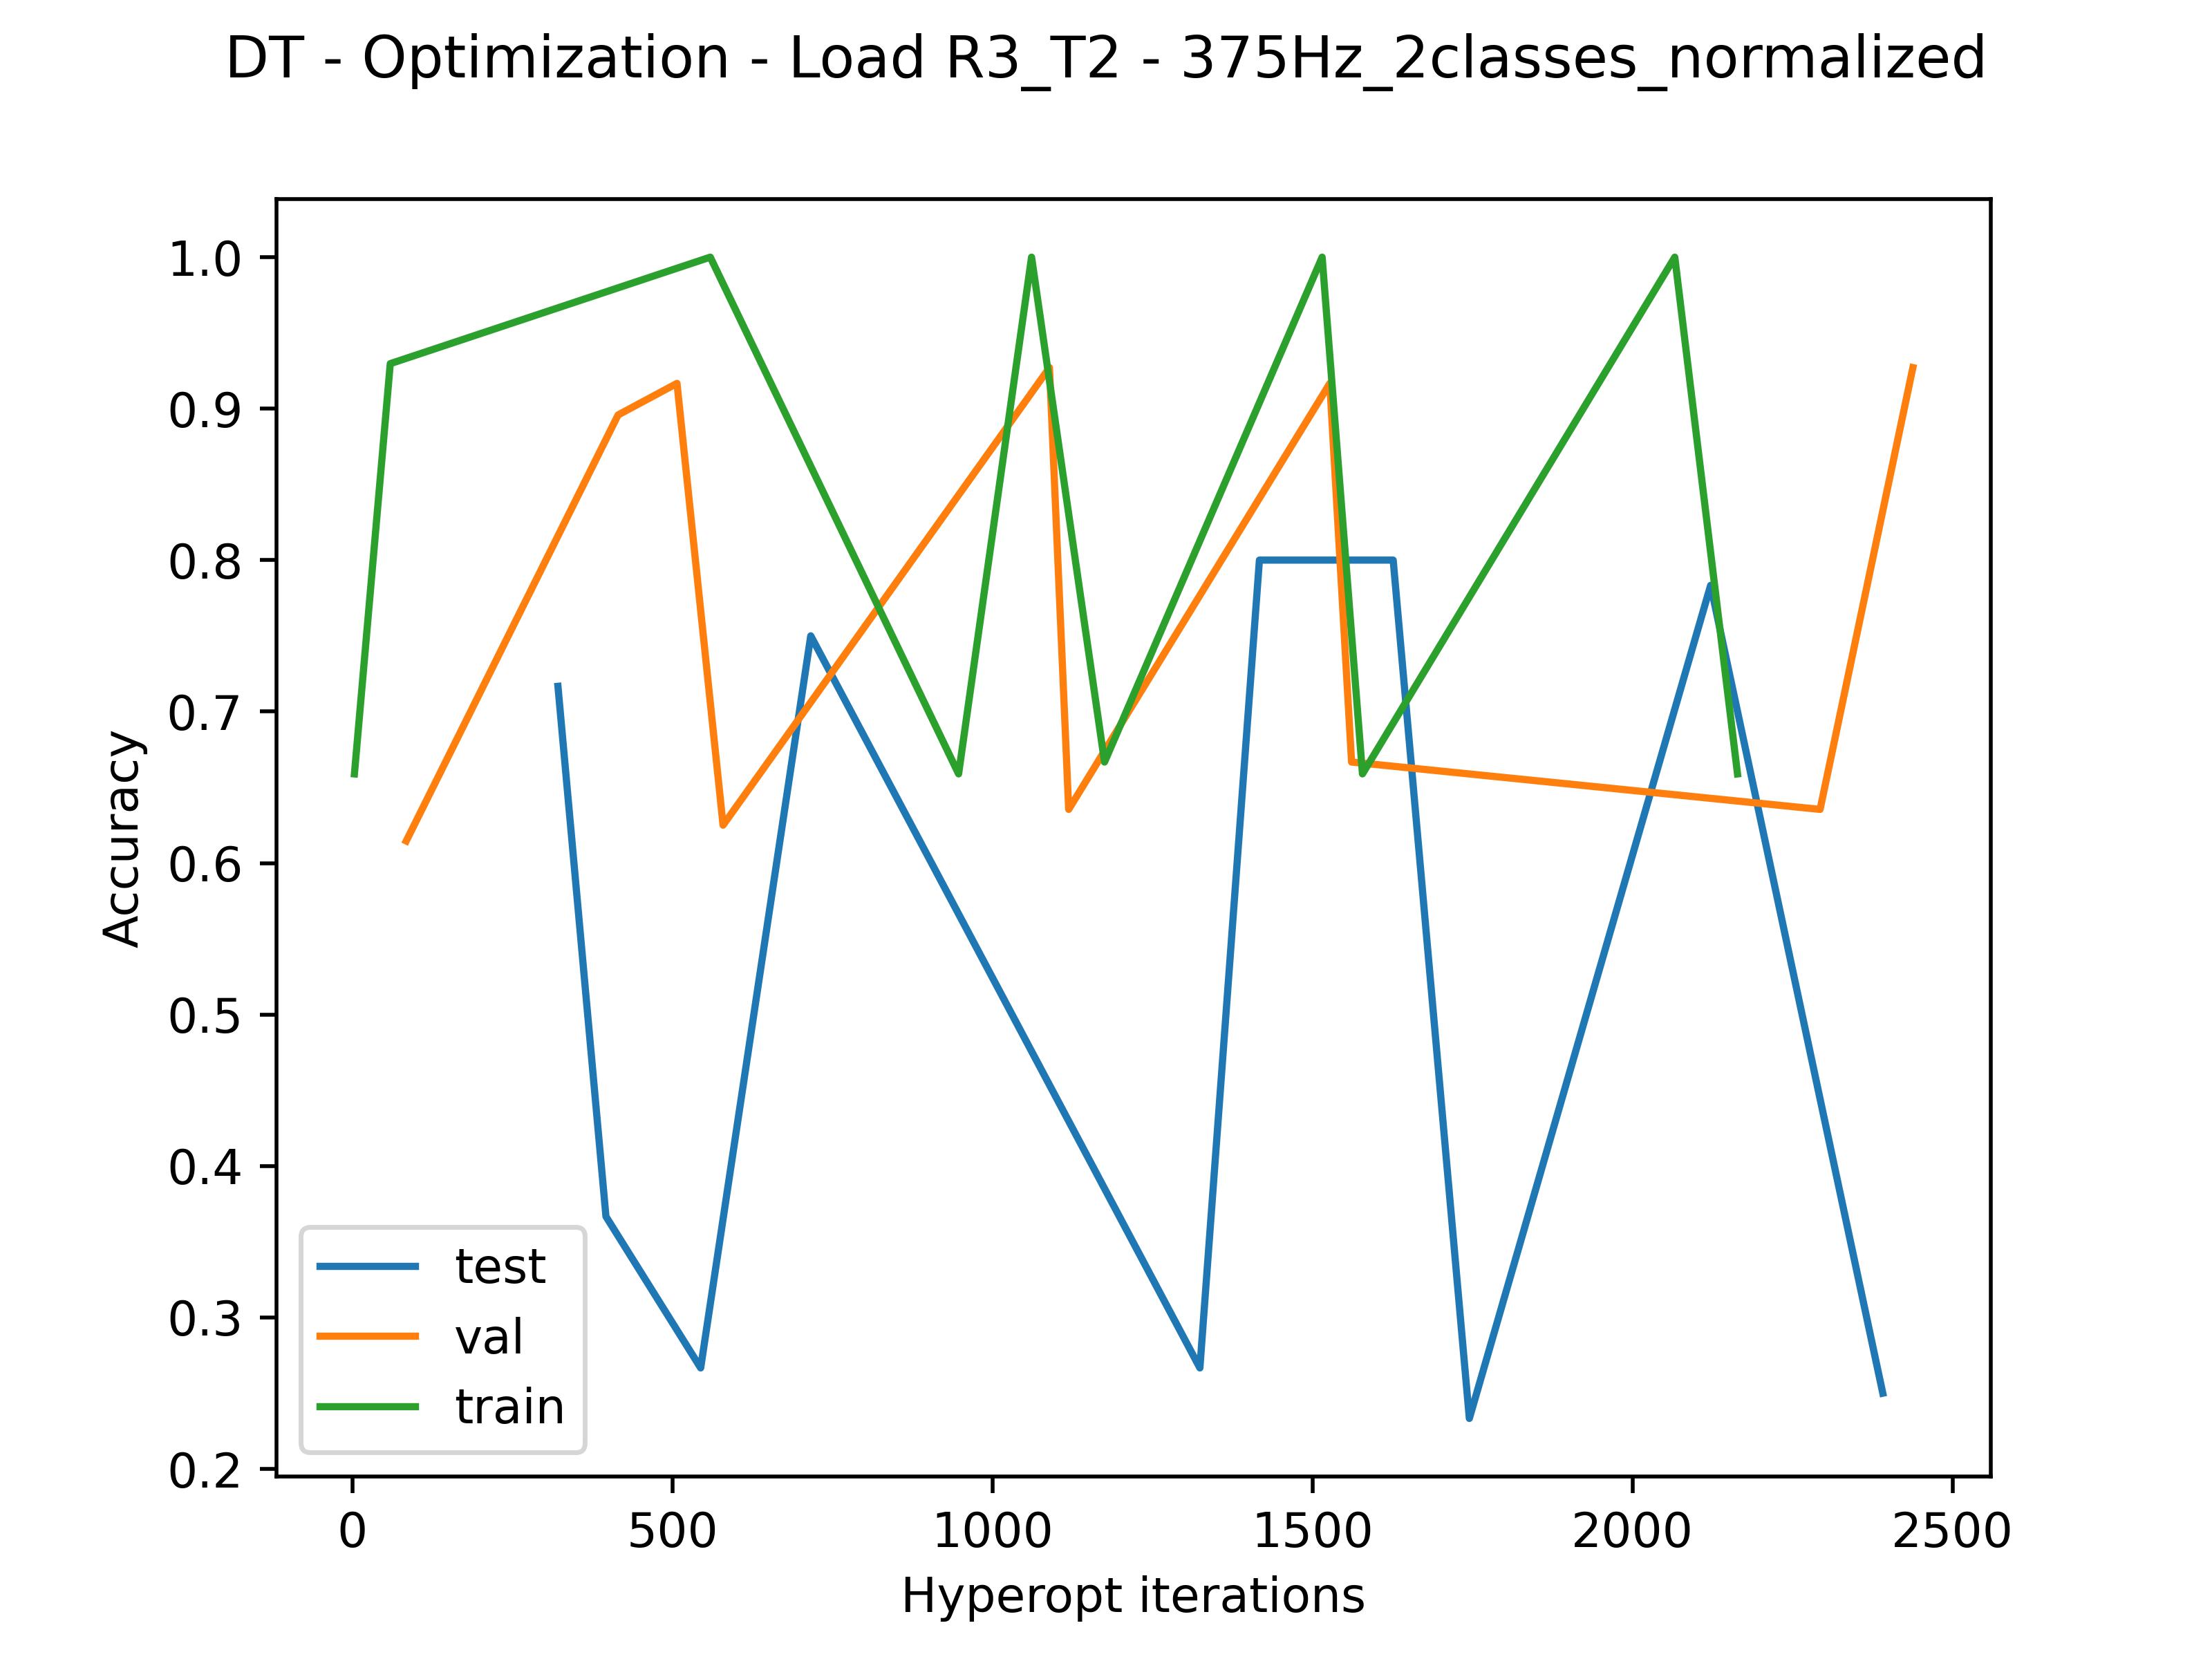 DT - Optimization - Load R3_T2 - 375Hz_2classes_normalized
1.0
0.9
0.8
0.7
0.6
0.5
0.4
0.3
0.2
Accuracy
test
val
train
0 500 1000 1500 2000 2500
Hyperopt iterations